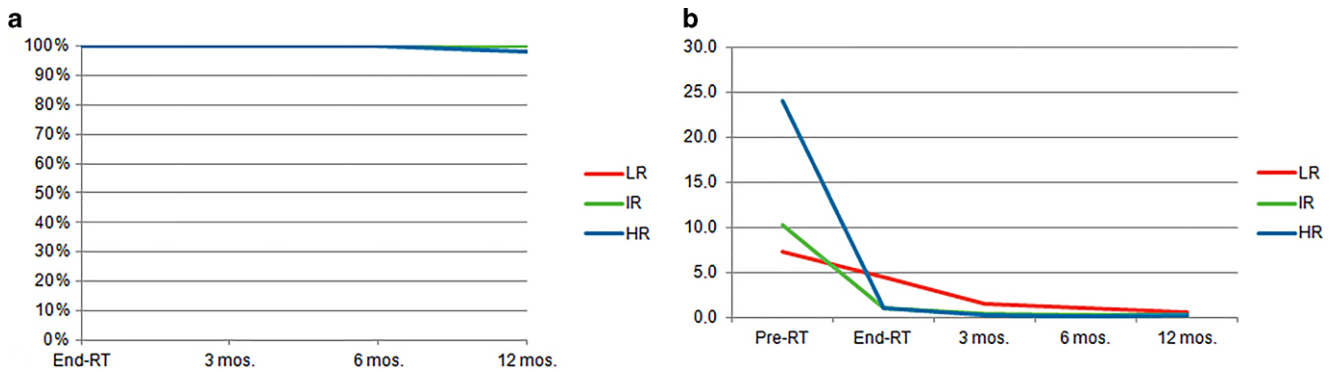 a
100%
90%
80%
70%
60%
50%
40%
30%
20%
10%
0%
End-RT 3 mos. 6 mos. 12 mos.
LR
IR
HR
b
30.0
25.0
20.0
15.0
10.0
5.0
0.0
Pre-RT End-RT 3 mos. 6 mos. 12 mos.
LR
IR
HR